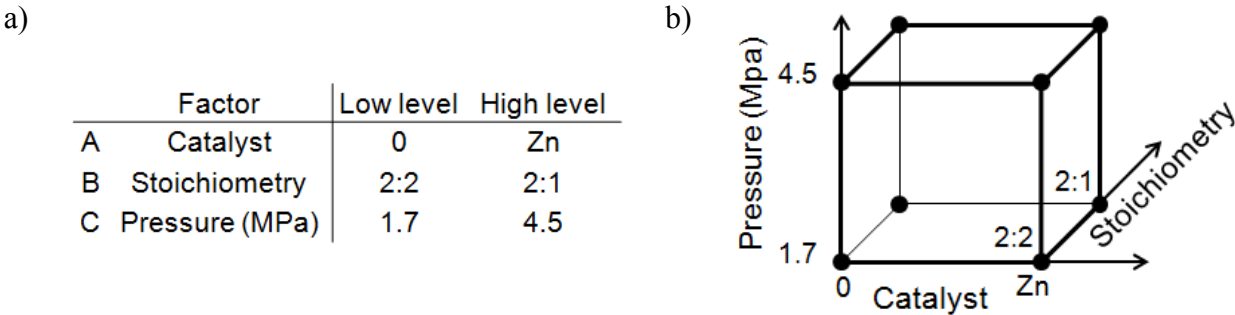 a)
Factor Low level High level
A Catalyst 0 Zn
B Stoichiometry 2:2 2:1
C Pressure (MPa) 1.7 4.5
b)
Pressure (Mpa)
4.5
1.7
2:1
2:2
Stoichiometry
0
Zn
Catalyst